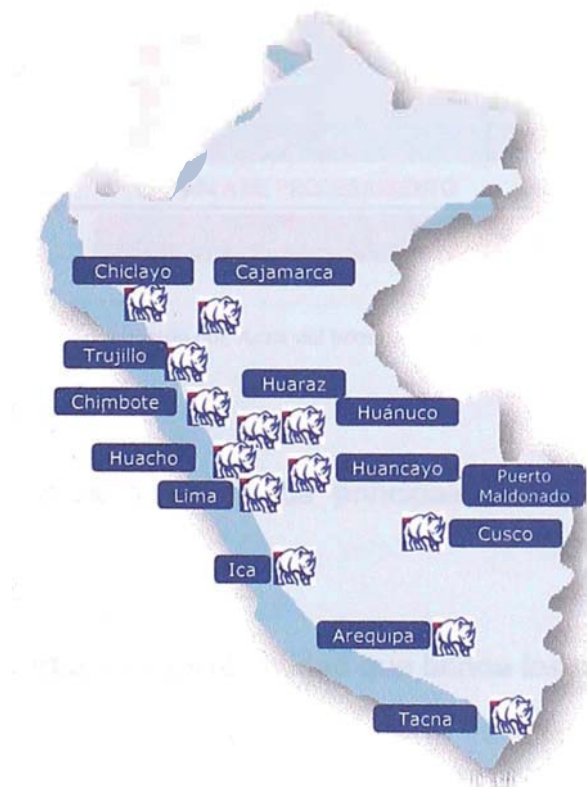 Chiclayo
Cajamarca
Trujillo
Huaraz
Chimbote
Huánuco
Huacho
Huancayo
Puerto
Maldonado
Lima
Cusco
Ica
Arequipa
Tacna